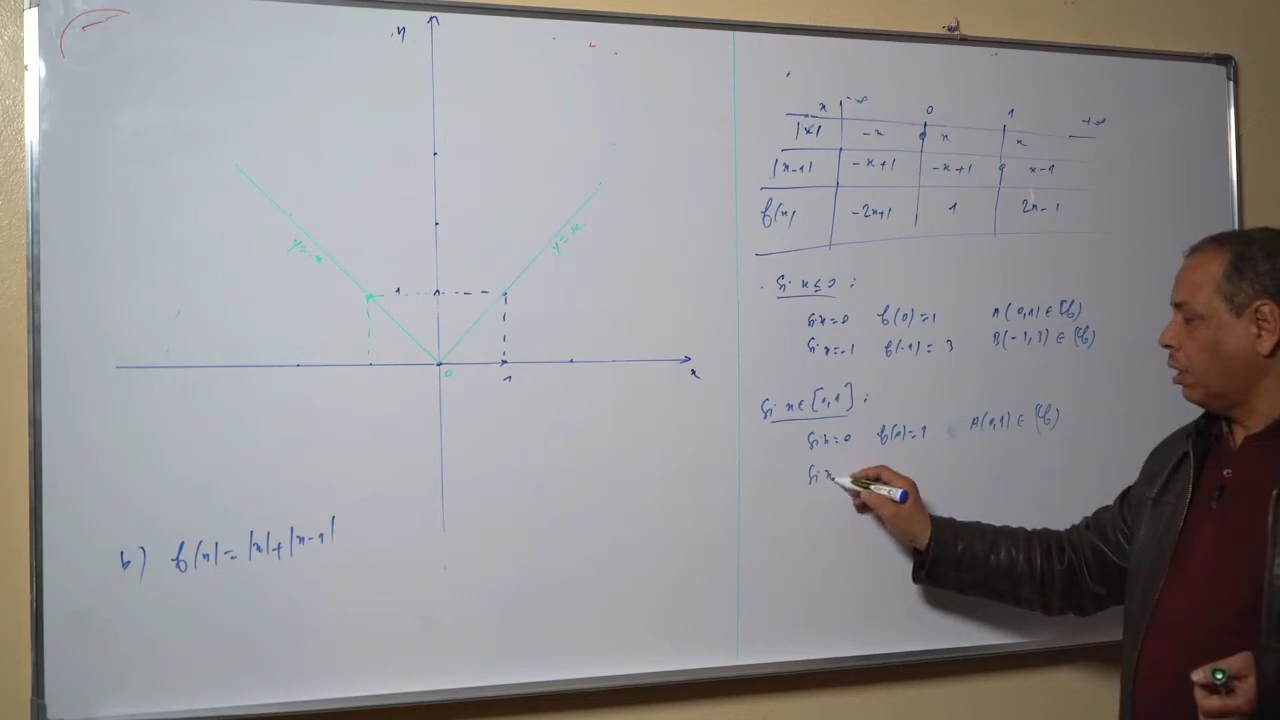 y
y=-x
y=x
1
0
1
x
b) f(x)=|x|+|x-1|
x -∞ 0 1 +∞
|x| -x 0 x x
|x-1| -x+1 -x+1 0 x-1
f(x) -2x+1 1 2x-1
. Si x≤0 :
Si x=0 f(0)=1 A(0,1)∈(Cf)
Si x=-1 f(-1)=3 B(-1,3)∈(Cf)
Si x∈[0,1] :
Si x=0 f(0)=1 A(0,1)∈(Cf)
Si x